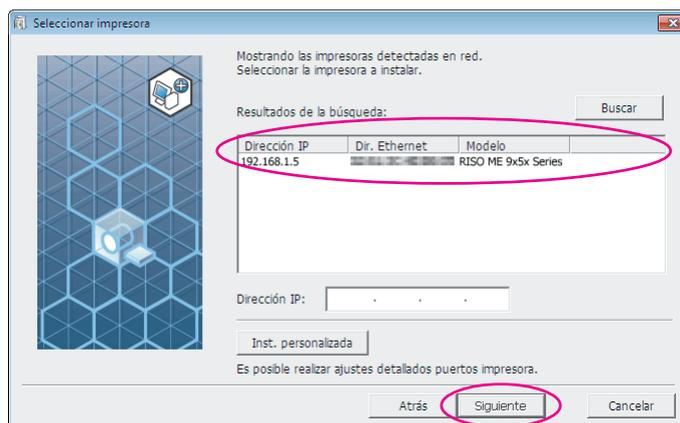 Seleccionar impresora
Mostrando las impresoras detectadas en red.
Seleccionar la impresora a instalar.
Resultados de la búsqueda:
Buscar
Dirección IP Dir. Ethernet Modelo
192.168.1.5 RISO ME 9x5x Series
Dirección IP: . . .
Inst. personalizada
Es posible realizar ajustes detallados puertos impresora.
Atrás Siguiente Cancelar